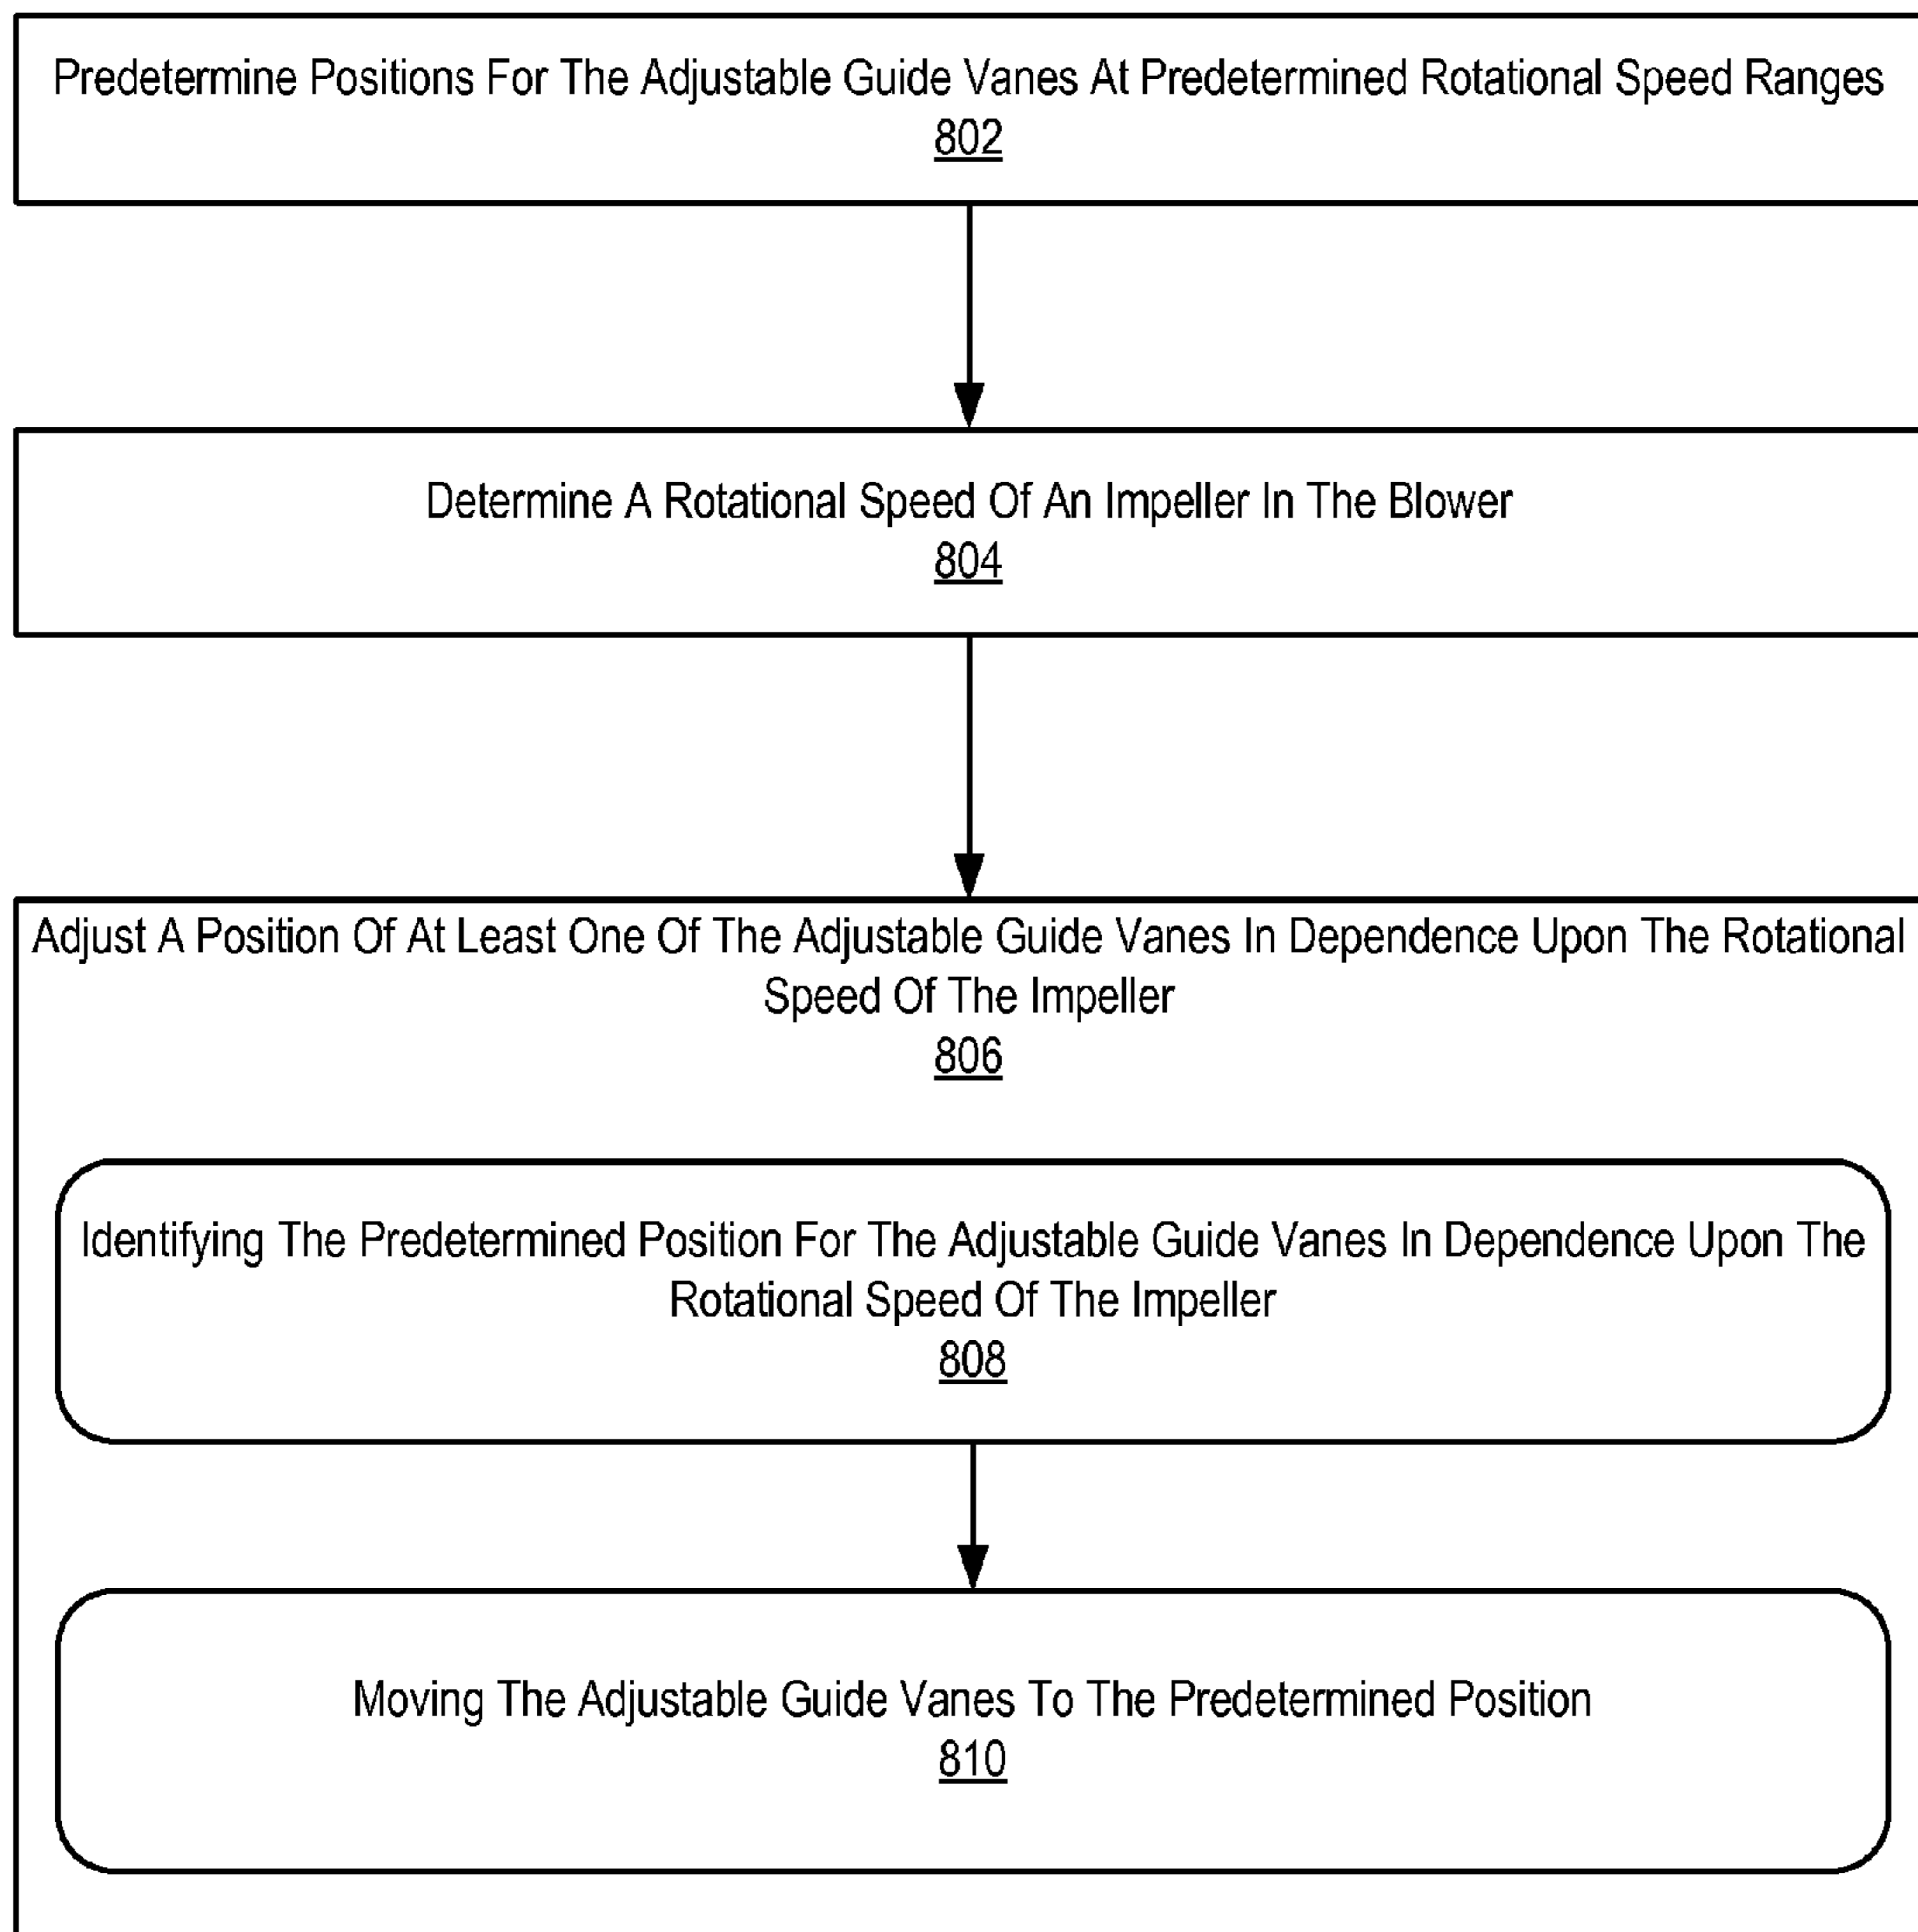 Predetermine Positions For The Adjustable Guide Vanes At Predetermined Rotational Speed Ranges
802
Determine A Rotational Speed Of An Impeller In The Blower
804
Adjust A Position Of At Least One Of The Adjustable Guide Vanes In Dependence Upon The Rotational
Speed Of The Impeller
806
Identifying The Predetermined Position For The Adjustable Guide Vanes In Dependence Upon The
Rotational Speed Of The Impeller
808
Moving The Adjustable Guide Vanes To The Predetermined Position
810